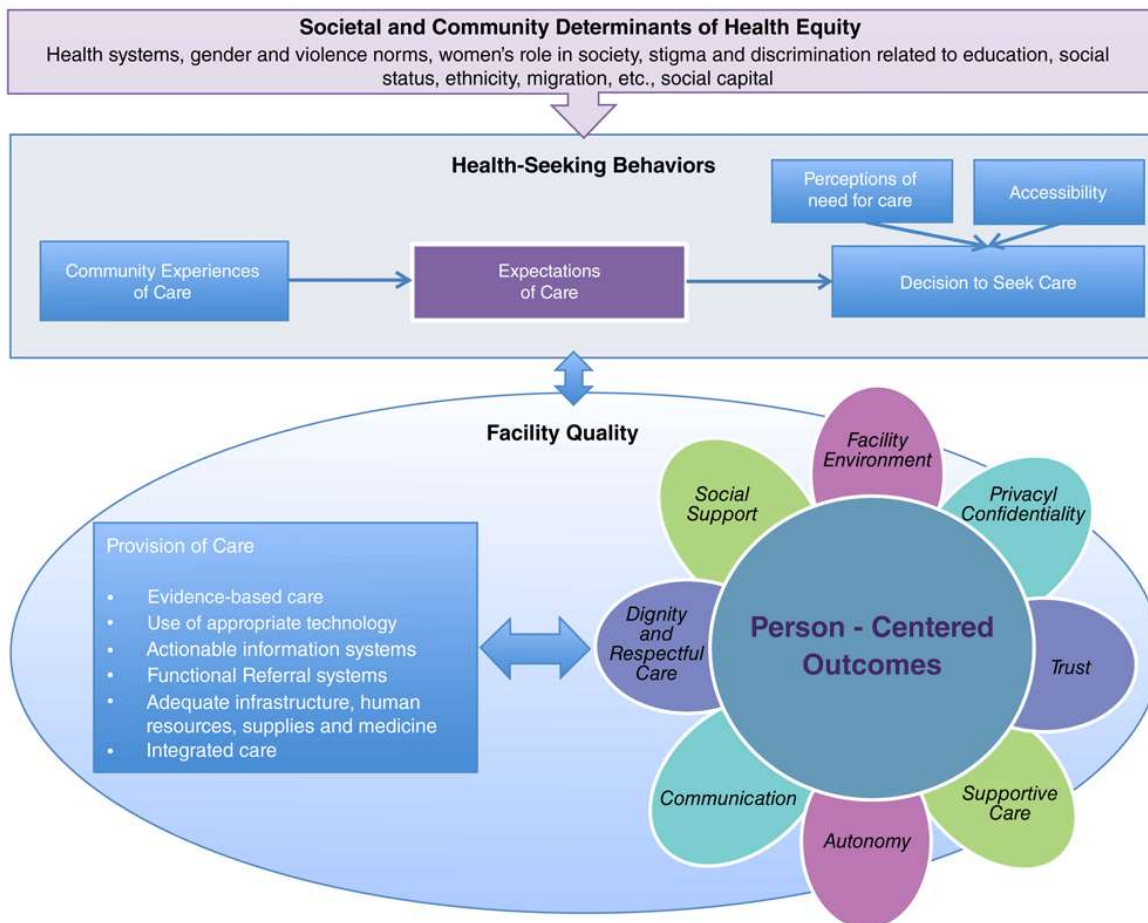 Societal and Community Determinants of Health Equity
Health systems, gender and violence norms, women's role in society, stigma and discrimination related to education, social
status, ethnicity, migration, etc., social capital
Health-Seeking Behaviors
Perceptions of
need for care
Accessibility
Community Experiences
of Care
Expectations
of Care
Decision to Seek Care
Facility Quality
Provision of Care
• Evidence-based care
• Use of appropriate technology
• Actionable information systems
• Functional Referral systems
• Adequate infrastructure, human
resources, supplies and medicine
• Integrated care
Person - Centered
Outcomes
Facility
Environment
Privacyl
Confidentiality
Trust
Supportive
Care
Autonomy
Communication
Dignity
and
Respectful
Care
Social
Support